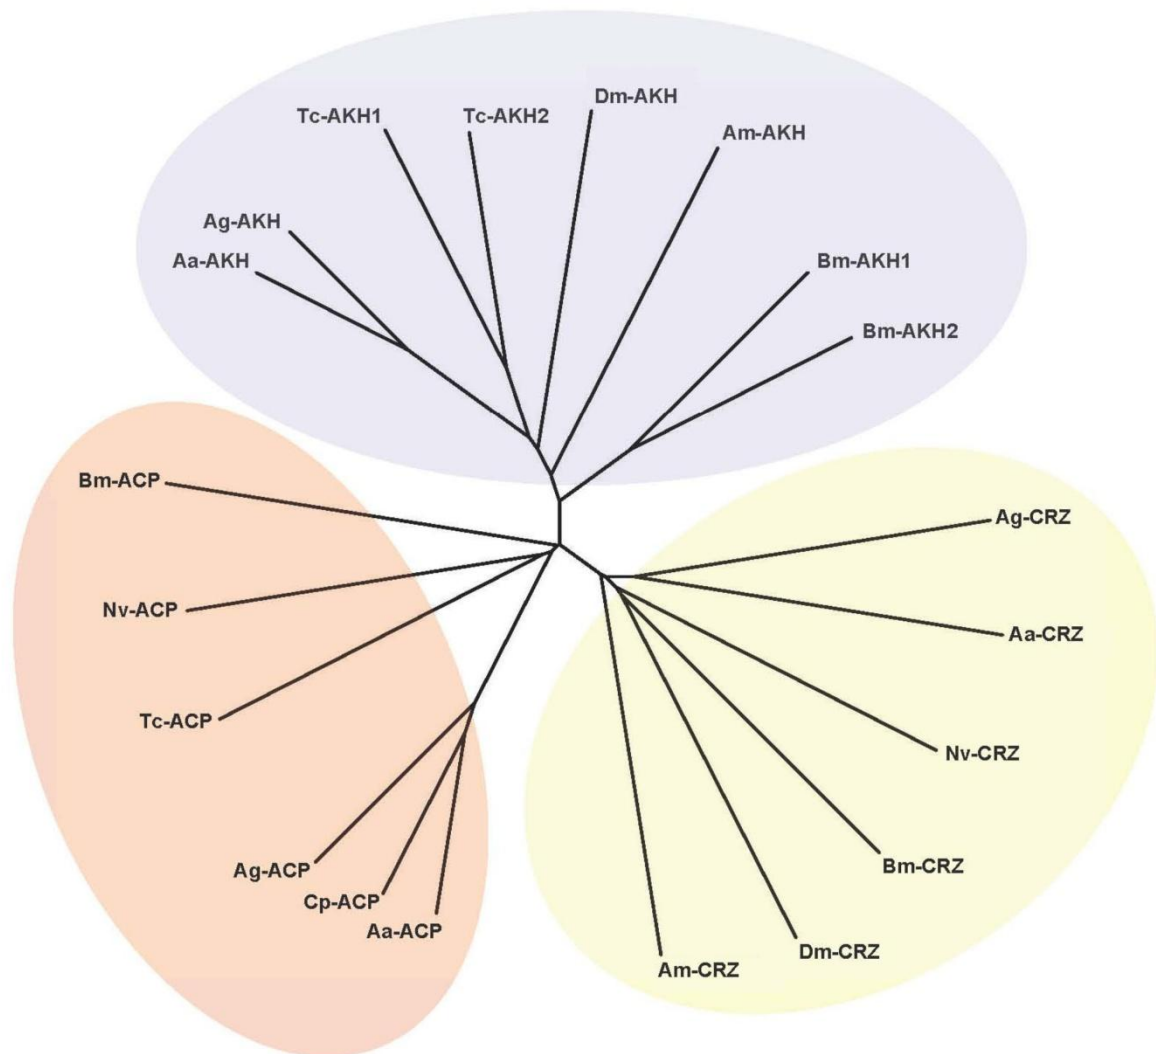 Dm-AKH
Tc-AKH1
Tc-AKH2
Am-AKH
Ag-AKH
Aa-AKH
Bm-AKH1
Bm-AKH2
Bm-ACP
Nv-ACP
Tc-ACP
Ag-ACP
Cp-ACP
Aa-ACP
Ag-CRZ
Aa-CRZ
Nv-CRZ
Bm-CRZ
Dm-CRZ
Am-CRZ